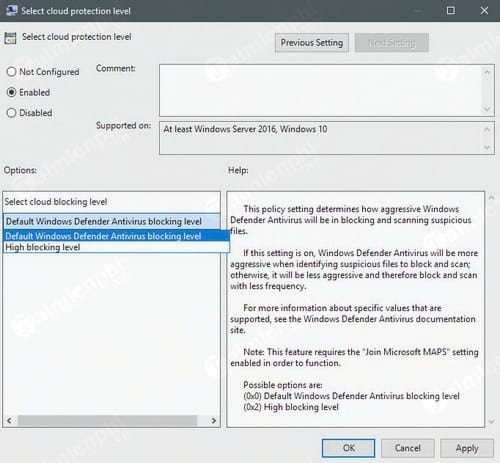 Select cloud protection level
Select cloud protection level
Previous Setting
Next Setting
Not Configured
Enabled
Disabled
Comment:
Supported on:
At least Windows Server 2016, Windows 10
Options:
Help:
Select cloud blocking level
Default Windows Defender Antivirus blocking level
Default Windows Defender Antivirus blocking level
High blocking level
This policy setting determines how aggressive Windows
Defender Antivirus will be in blocking and scanning suspicious
files.
If this setting is on, Windows Defender Antivirus will be more
aggressive when identifying suspicious files to block and scan;
otherwise, it will be less aggressive and therefore block and scan
with less frequency.
For more information about specific values that are
supported, see the Windows Defender Antivirus documentation
site.
Note: This feature requires the "Join Microsoft MAPS" setting
enabled in order to function.
Possible options are:
(0x0) Default Windows Defender Antivirus blocking level
(0x2) High blocking level
OK
Cancel
Apply